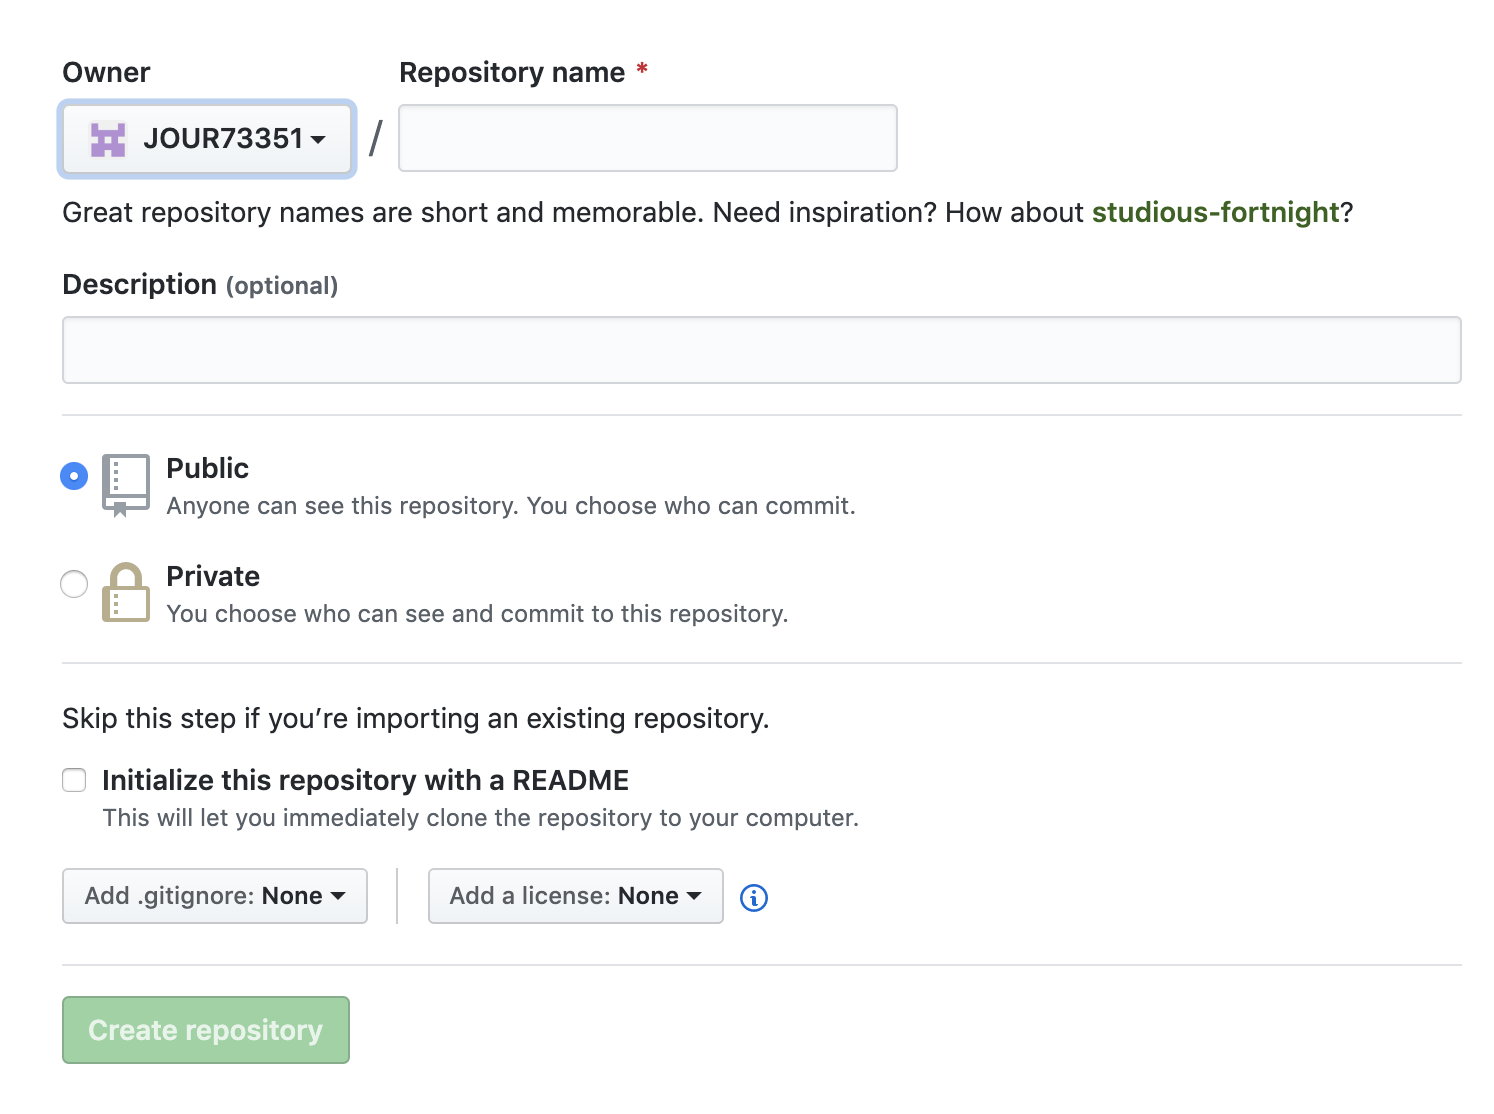 Owner
Repository name *
JOUR73351
/
Great repository names are short and memorable. Need inspiration? How about studious-fortnight?
Description (optional)
Public
Anyone can see this repository. You choose who can commit.
Private
You choose who can see and commit to this repository.
Skip this step if you’re importing an existing repository.
Initialize this repository with a README
This will let you immediately clone the repository to your computer.
Add .gitignore: None
Add a license: None
Create repository